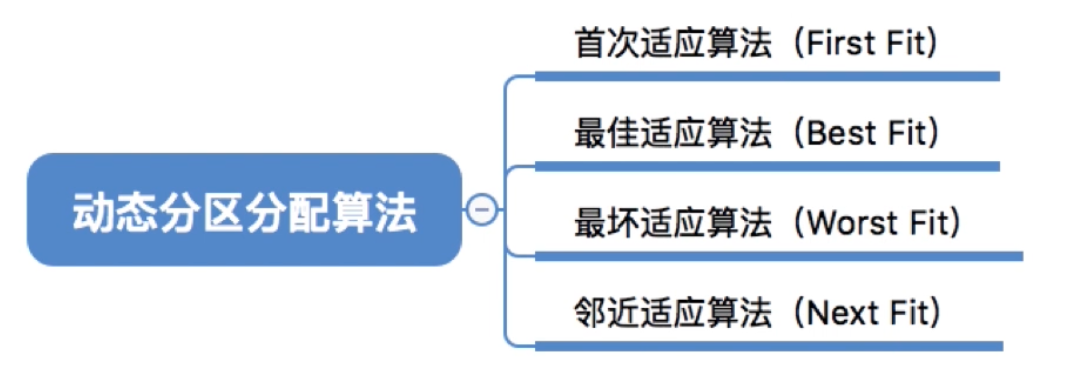 首次适应算法（First Fit）
最佳适应算法（Best Fit）
动态分区分配算法
最坏适应算法（Worst Fit）
邻近适应算法（Next Fit）